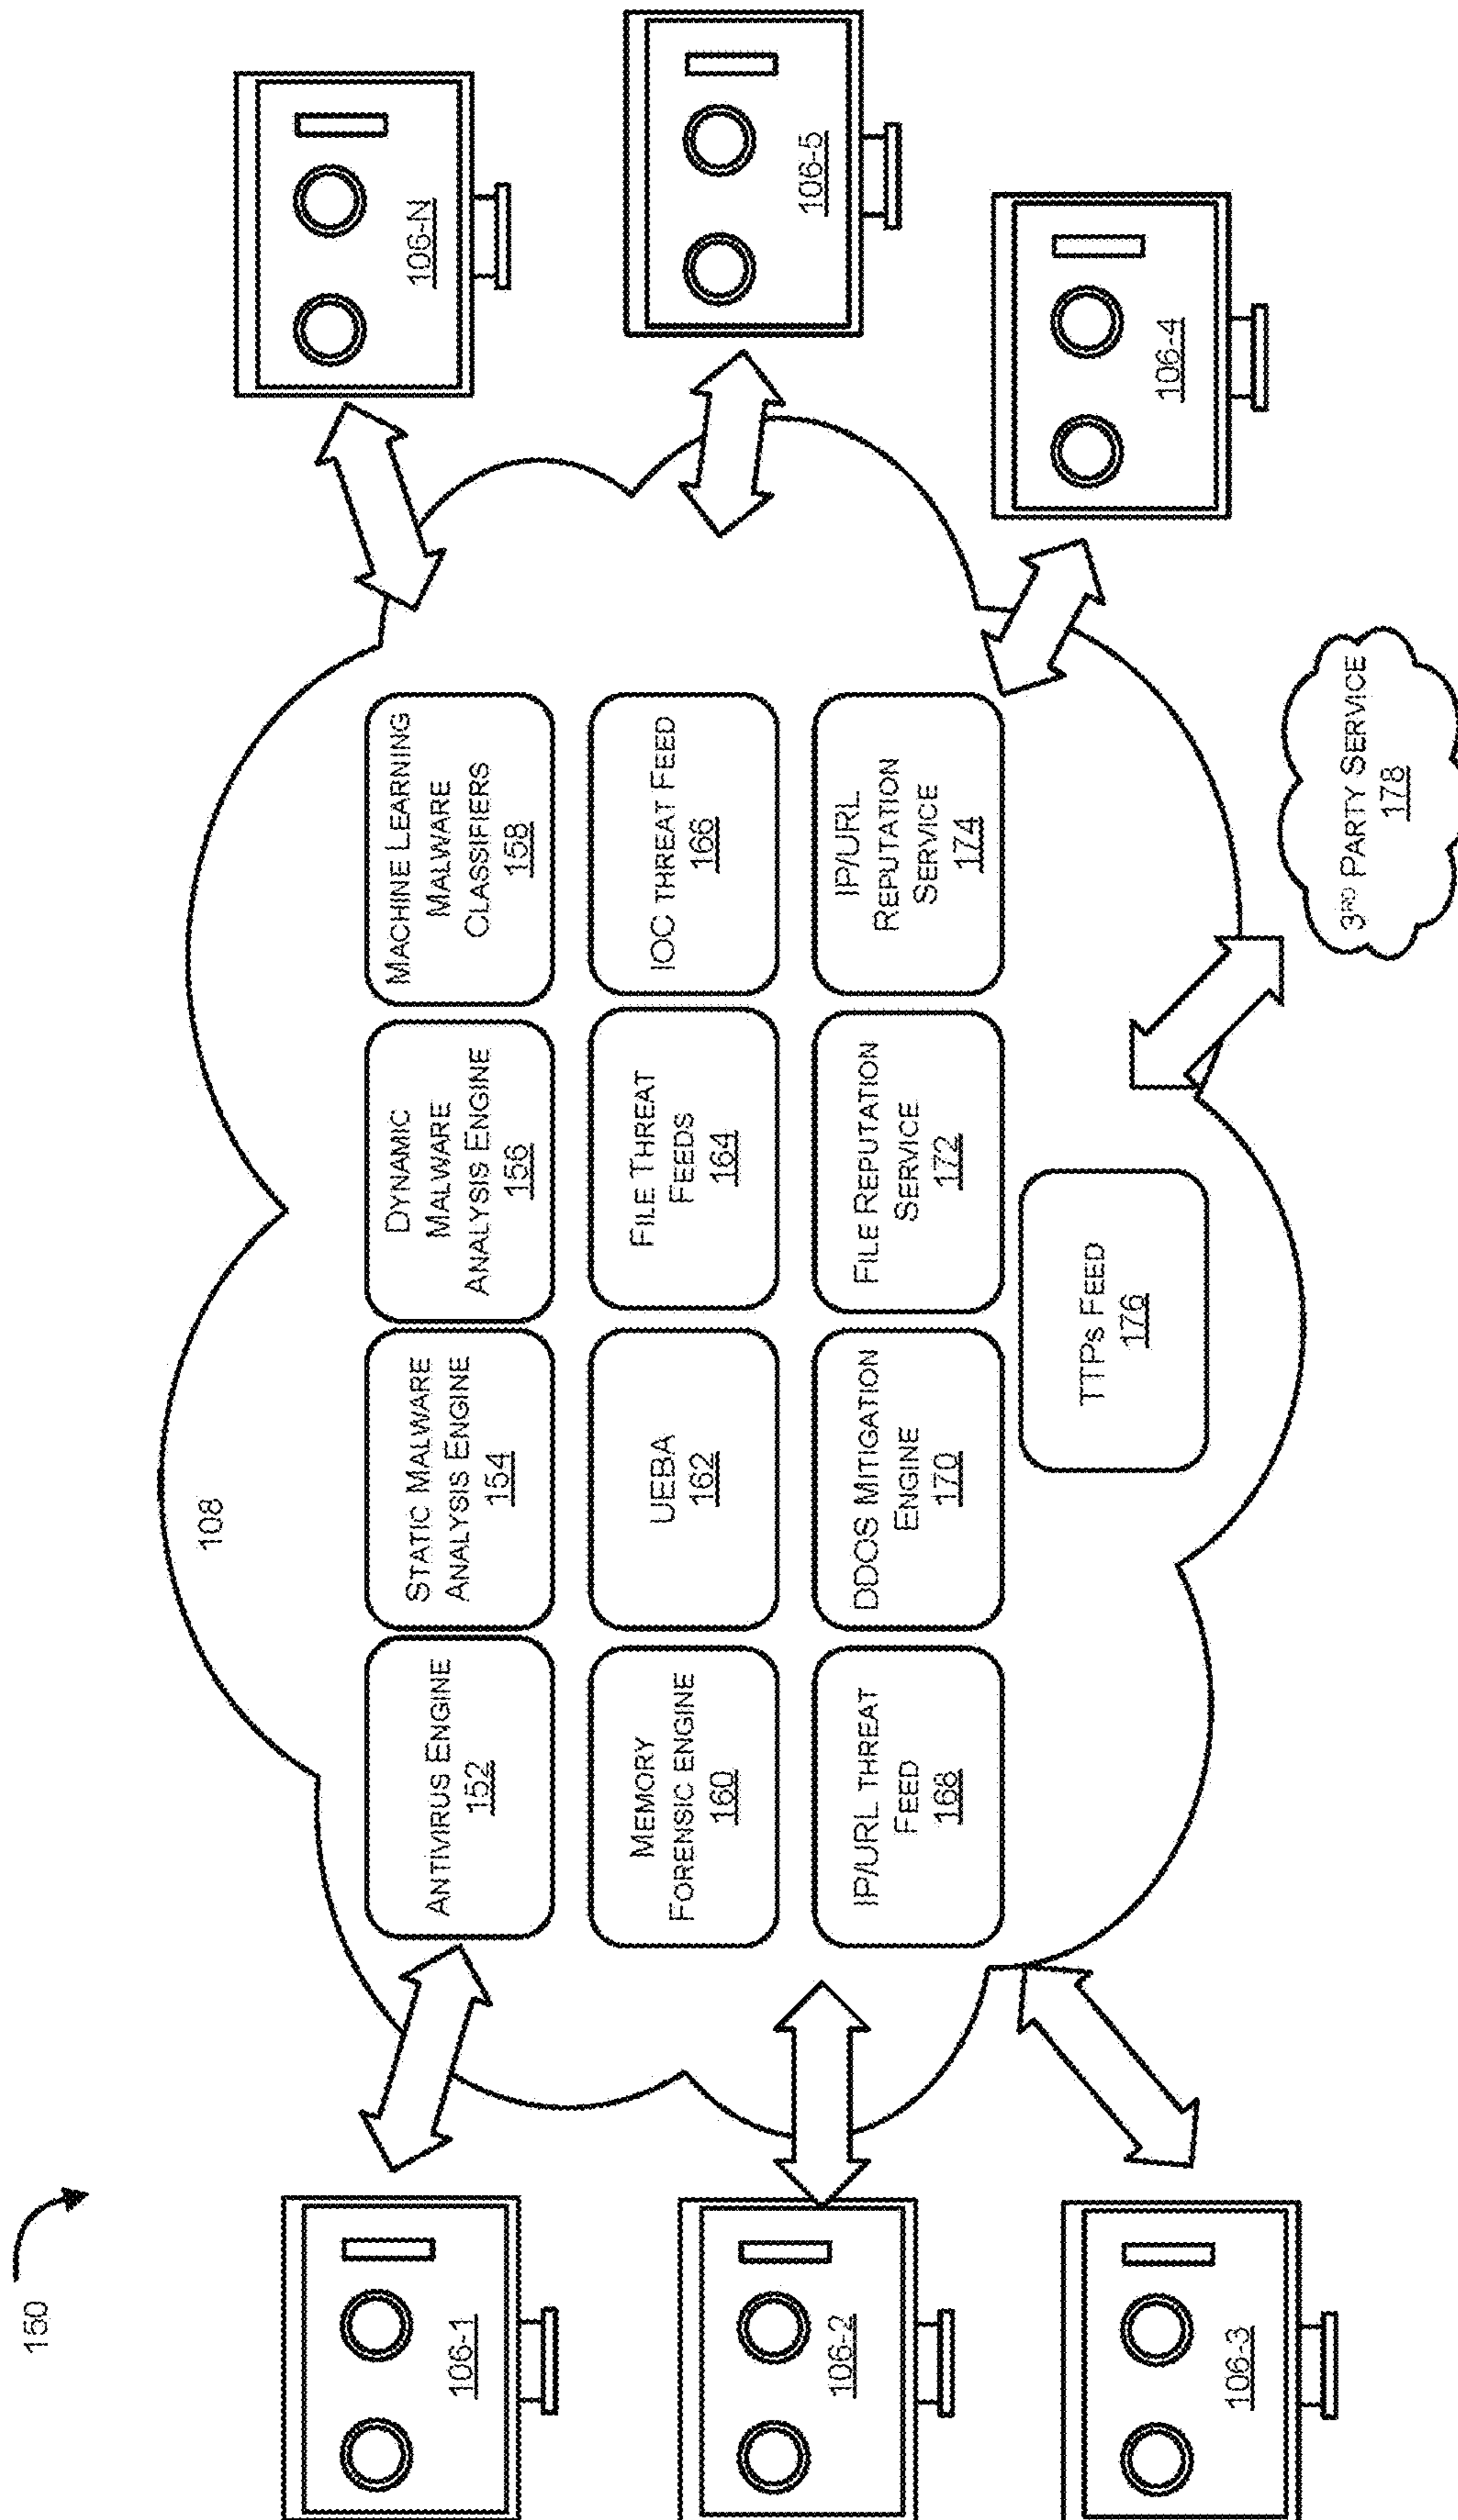 150
108
106-1
106-2
106-3
ANTIVIRUS ENGINE
152
STATIC MALWARE
ANALYSIS ENGINE
154
DYNAMIC
MALWARE
ANALYSIS ENGINE
156
MACHINE LEARNING
MALWARE
CLASSIFIERS
158
MEMORY
FORENSIC ENGINE
160
UEBA
162
FILE THREAT
FEEDS
164
IOC THREAT FEED
166
IP/URL THREAT
FEED
168
DDOS MITIGATION
ENGINE
170
FILE REPUTATION
SERVICE
172
IP/URL
REPUTATION
SERVICE
174
TTPS FEED
176
106-N
106-5
106-4
3RD PARTY SERVICE
178